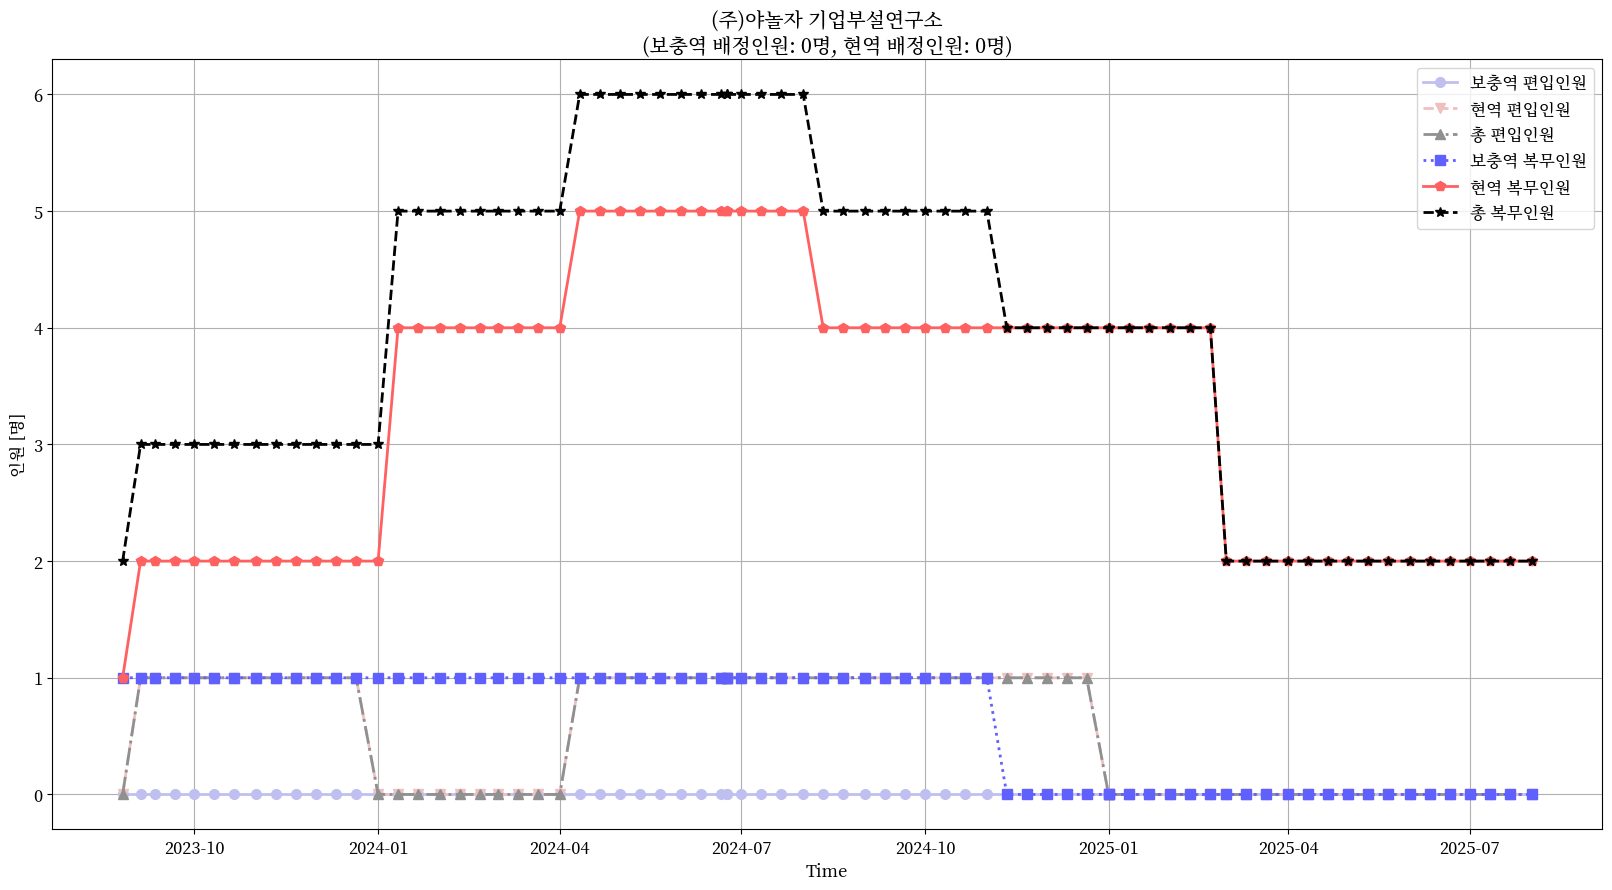 (주)야놀자 기업부설연구소
(보충역 배정인원: 0명, 현역 배정인원: 0명)
보충역 편입인원
현역 편입인원
총 편입인원
보충역 복무인원
현역 복무인원
총 복무인원
인원 [명]
6
5
4
3
2
1
0
2023-10
2024-01
2024-04
2024-07
2024-10
2025-01
2025-04
2025-07
Time